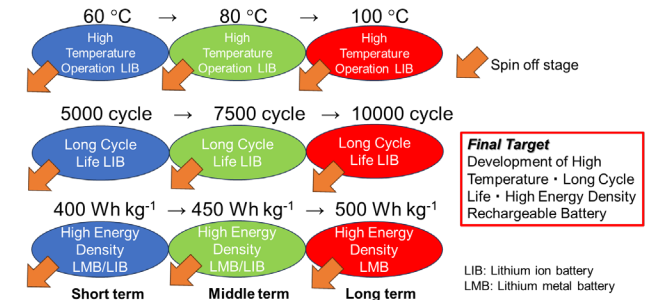 60 °C → 80 °C → 100 °C
High Temperature Operation LIB
High Temperature Operation LIB
High Temperature Operation LIB
Spin off stage
5000 cycle → 7500 cycle → 10000 cycle
Long Cycle Life LIB
Long Cycle Life LIB
Long Cycle Life LIB
Final Target
Development of High
Temperature・Long Cycle
Life・High Energy Density
Rechargeable Battery
400 Wh kg⁻¹ → 450 Wh kg⁻¹ → 500 Wh kg⁻¹
High Energy Density LMB/LIB
High Energy Density LMB/LIB
High Energy Density LMB
LIB: Lithium ion battery
LMB: Lithium metal battery
Short term Middle term Long term